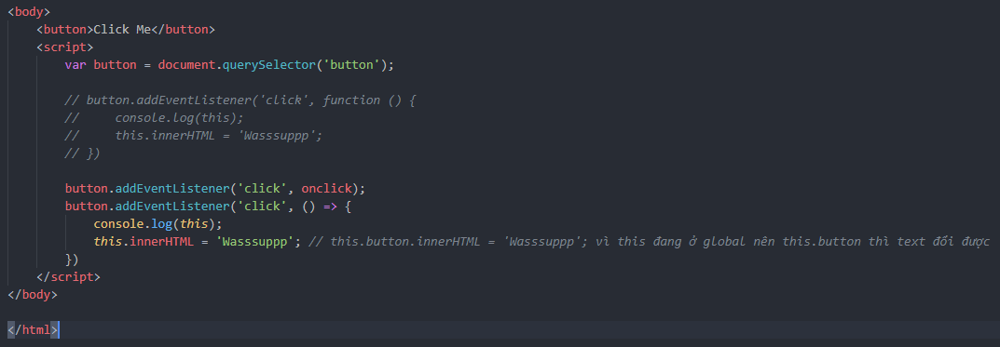 <body>
<button>Click Me</button>
<script>
var button = document.querySelector('button');
// button.addEventListener('click', function () {
//     console.log(this);
//     this.innerHTML = 'Wasssuppp';
// })
button.addEventListener('click', onclick);
button.addEventListener('click', () => {
console.log(this);
this.innerHTML = 'Wasssuppp'; // this.button.innerHTML = 'Wasssuppp'; vì this đang ở global nên this.button thì text đổi được
})
</script>
</body>
</html>